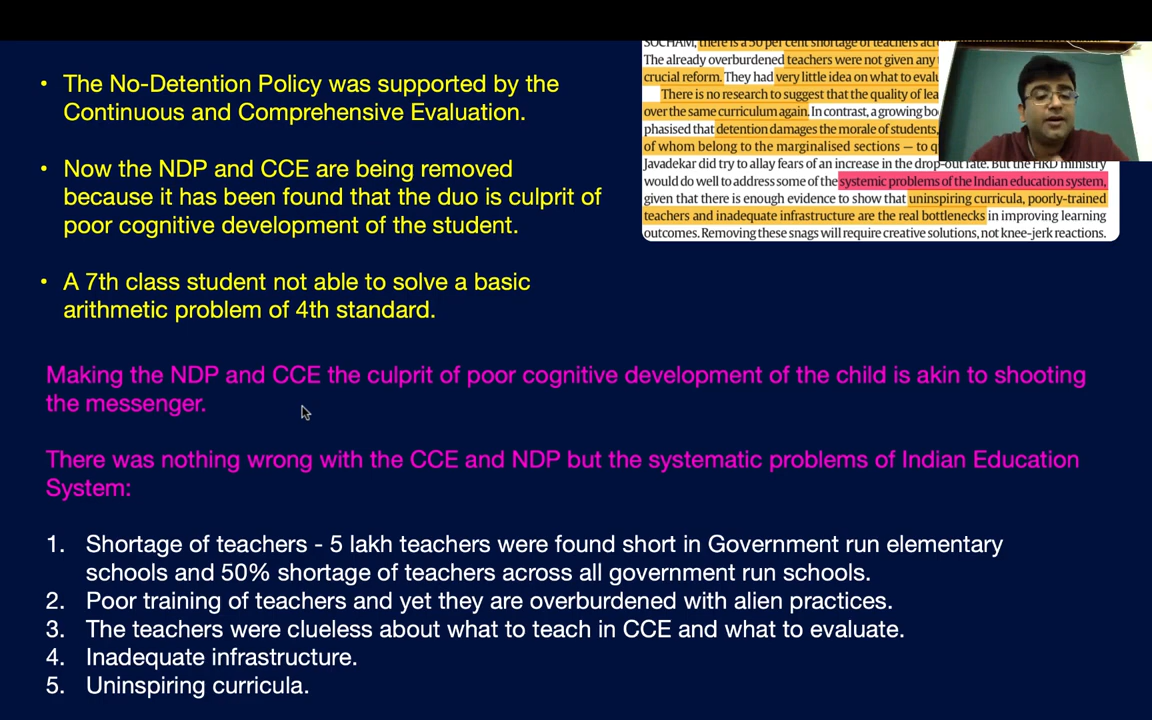 • The No-Detention Policy was supported by the
Continuous and Comprehensive Evaluation.
• Now the NDP and CCE are being removed
because it has been found that the duo is culprit of
poor cognitive development of the student.
• A 7th class student not able to solve a basic
arithmetic problem of 4th standard.
SOCHAM, there is a 50 per cent shortage of teachers
The already overburdened teachers were not given any
crucial reform. They had very little idea on what to
There is no research to suggest that the quality of
over the same curriculum again. In contrast, a growing
phasised that detention damages the morale of students,
of whom belong to the marginalised sections — to
Javadekar did try to allay fears of an increase in the drop-out rate. But the HRD ministry
would do well to address some of the systemic problems of the Indian education system,
given that there is enough evidence to show that uninspiring curricula, poorly-trained
teachers and inadequate infrastructure are the real bottlenecks in improving learning
outcomes. Removing these snags will require creative solutions, not knee-jerk reactions.
Making the NDP and CCE the culprit of poor cognitive development of the child is akin to shooting
the messenger.
There was nothing wrong with the CCE and NDP but the systematic problems of Indian Education
System:
1. Shortage of teachers - 5 lakh teachers were found short in Government run elementary
schools and 50% shortage of teachers across all government run schools.
2. Poor training of teachers and yet they are overburdened with alien practices.
3. The teachers were clueless about what to teach in CCE and what to evaluate.
4. Inadequate infrastructure.
5. Uninspiring curricula.